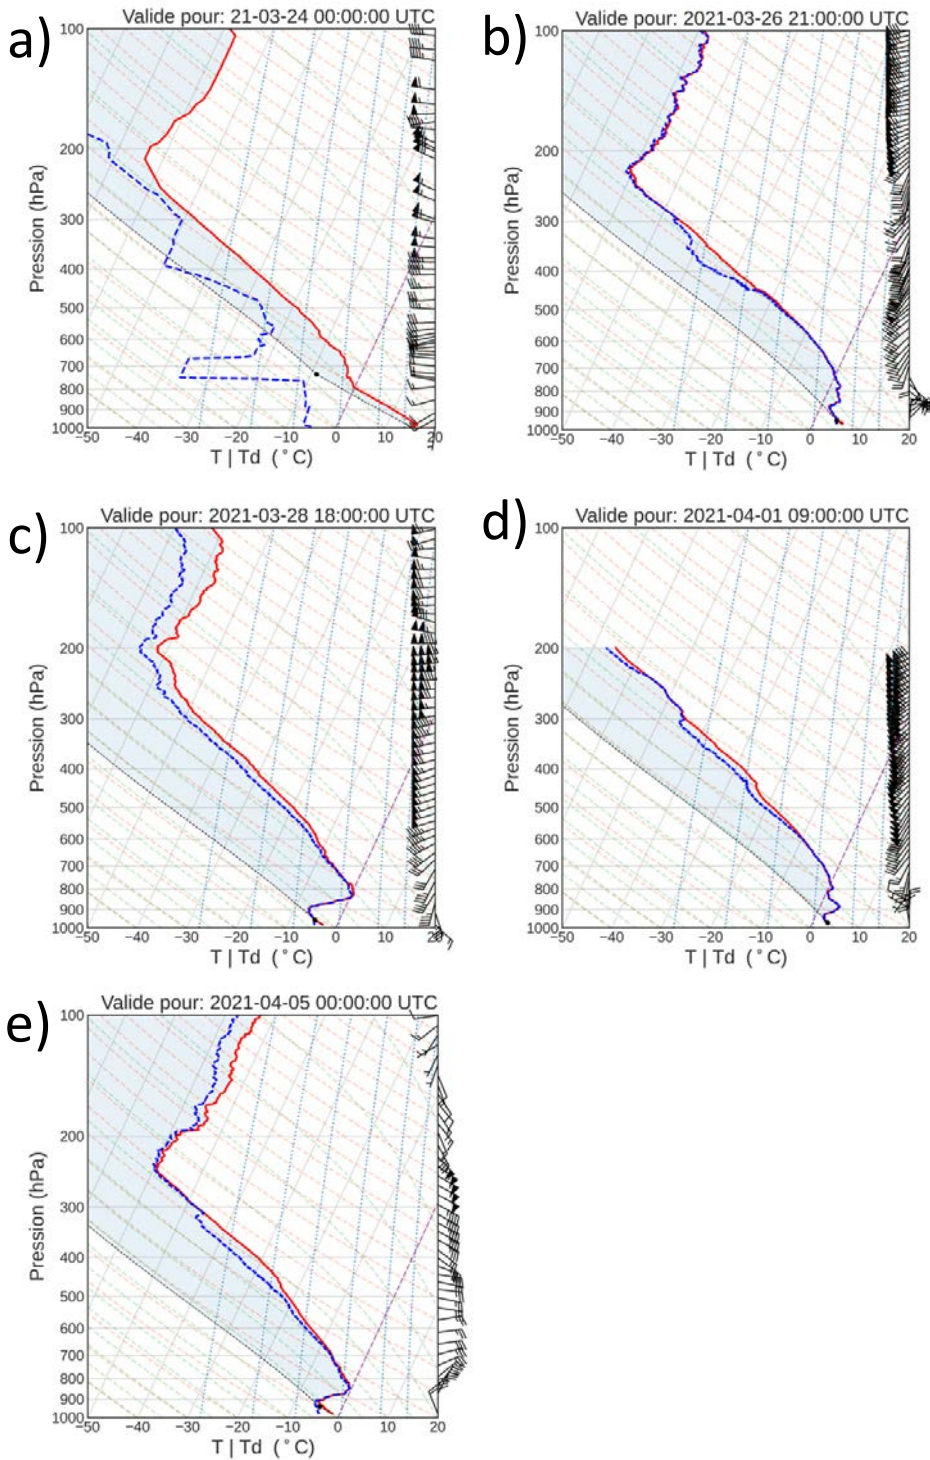 a)
Valide pour: 21-03-24 00:00:00 UTC
100
200
300
400
500
600
700
800
900
1000
Pression (hPa)
−50 −40 −30 −20 −10 0 10 20
T | Td (°C)
b)
Valide pour: 2021-03-26 21:00:00 UTC
100
200
300
400
500
600
700
800
900
1000
Pression (hPa)
−50 −40 −30 −20 −10 0 10 20
T | Td (°C)
c)
Valide pour: 2021-03-28 18:00:00 UTC
100
200
300
400
500
600
700
800
900
1000
Pression (hPa)
−50 −40 −30 −20 −10 0 10 20
T | Td (°C)
d)
Valide pour: 2021-04-01 09:00:00 UTC
100
200
300
400
500
600
700
800
900
1000
Pression (hPa)
−50 −40 −30 −20 −10 0 10 20
T | Td (°C)
e)
Valide pour: 2021-04-05 00:00:00 UTC
100
200
300
400
500
600
700
800
900
1000
Pression (hPa)
−50 −40 −30 −20 −10 0 10 20
T | Td (°C)